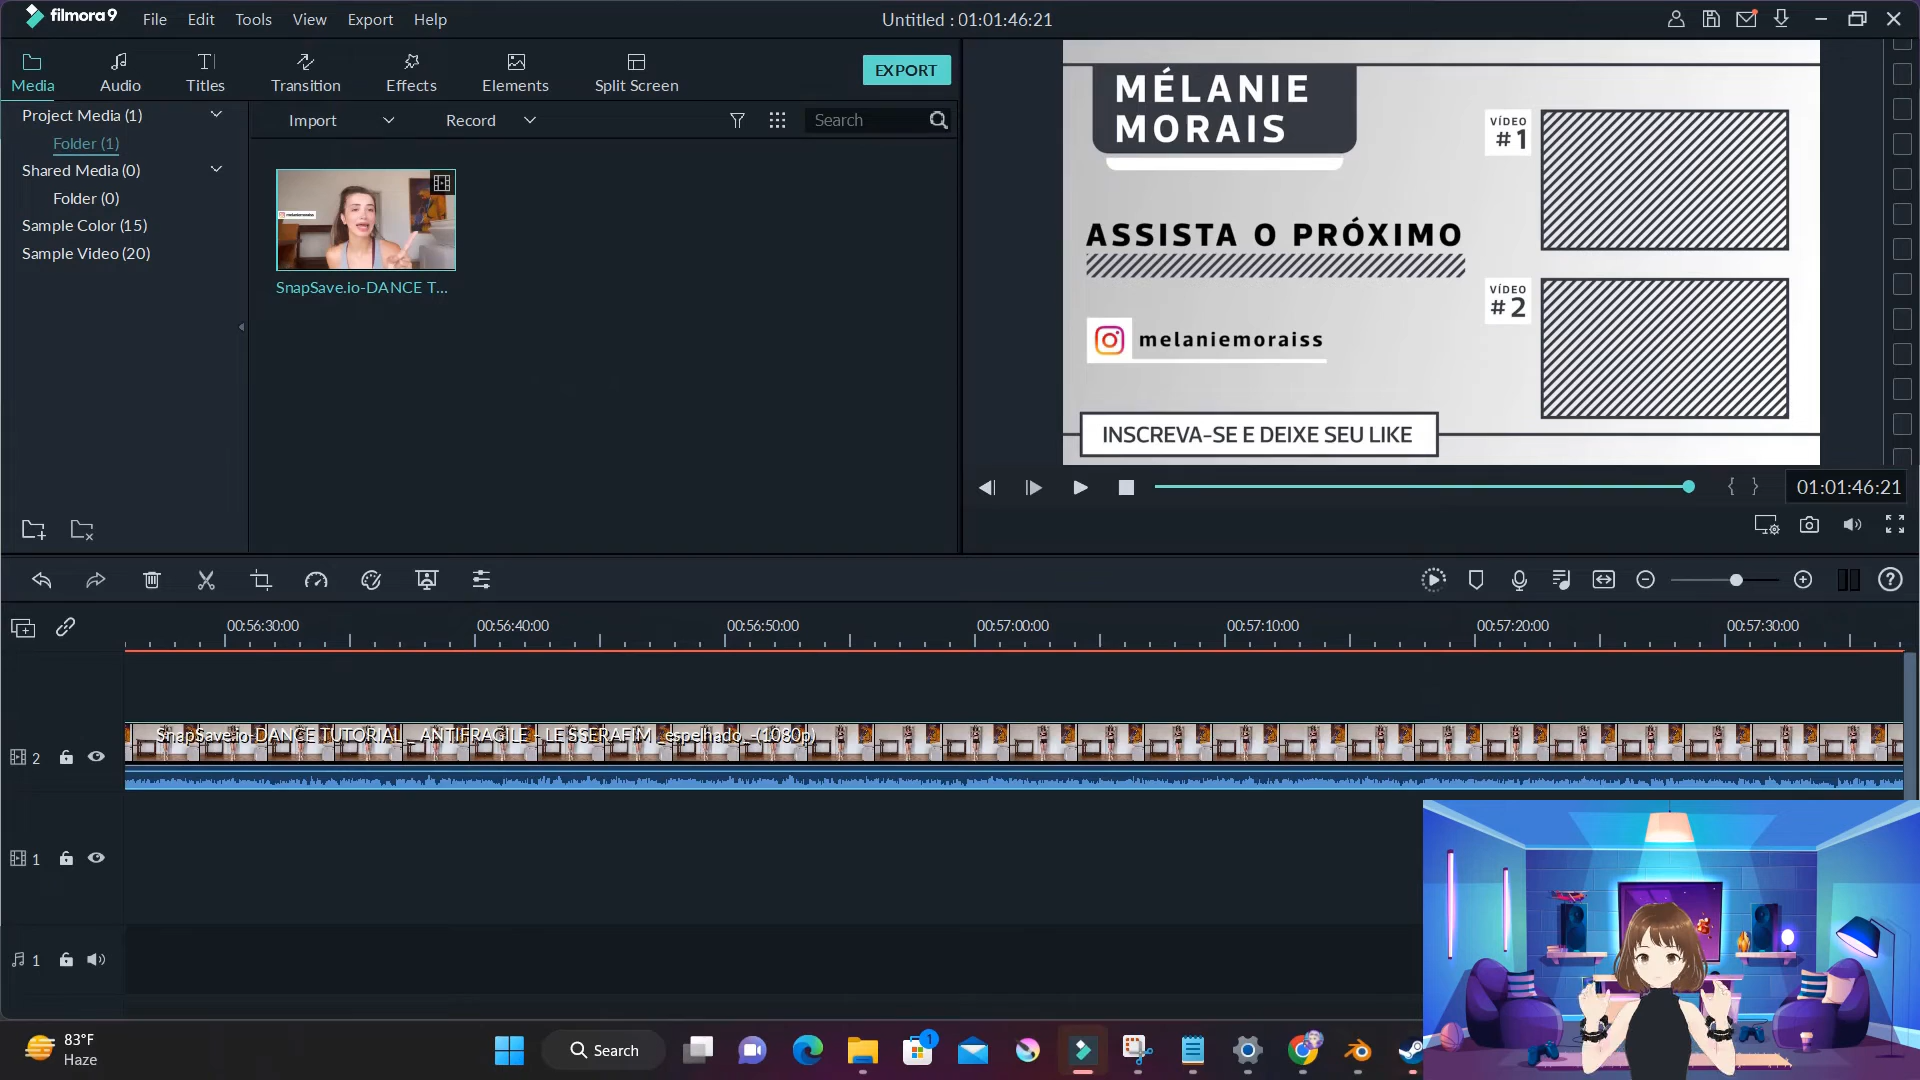 filmora9
File Edit Tools View Export Help
Untitled : 01:01:46:21
Media
Audio
Titles
Transition
Effects
Elements
Split Screen
EXPORT
Project Media (1)
Folder (1)
Shared Media (0)
Folder (0)
Sample Color (15)
Sample Video (20)
Import
Record
Search
SnapSave.io-DANCE T...
MÉLANIE
MORAIS
ASSISTA O PRÓXIMO
melaniemoraiss
INSCREVA-SE E DEIXE SEU LIKE
VÍDEO
#1
VÍDEO
#2
01:01:46:21
00:56:30:00
00:56:40:00
00:56:50:00
00:57:00:00
00:57:10:00
00:57:20:00
00:57:30:00
SnapSave.io-DANCE TUTORIAL _ ANTIFRAGILE - LE SSERAFIM _espelhado_-(1080p)
2
1
1
83°F
Haze
Search
1